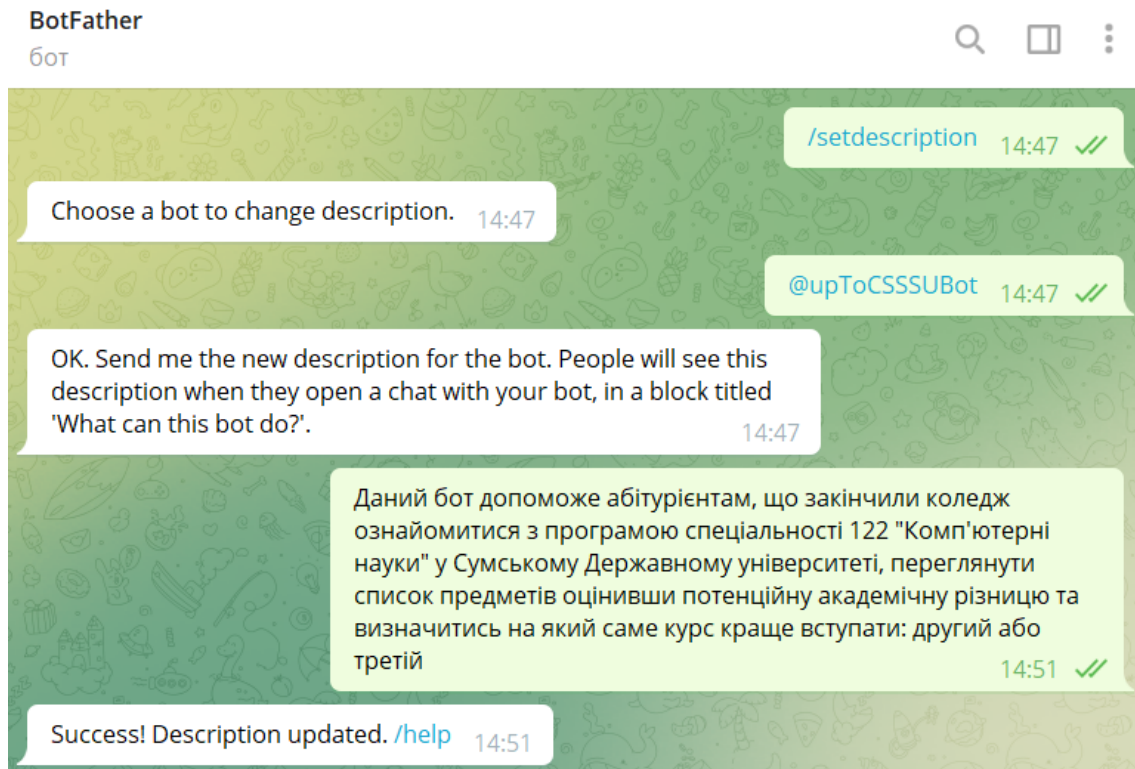 BotFather
бот
/setdescription 14:47
Choose a bot to change description. 14:47
@upToCSSSUBot 14:47
OK. Send me the new description for the bot. People will see this
description when they open a chat with your bot, in a block titled
'What can this bot do?'. 14:47
Даний бот допоможе абітурієнтам, що закінчили коледж
ознайомитися з програмою спеціальності 122 "Комп'ютерні
науки" у Сумському Державному університеті, переглянути
список предметів оцінивши потенційну академічну різницю та
визначитись на який саме курс краще вступати: другий або
третій 14:51
Success! Description updated. /help 14:51